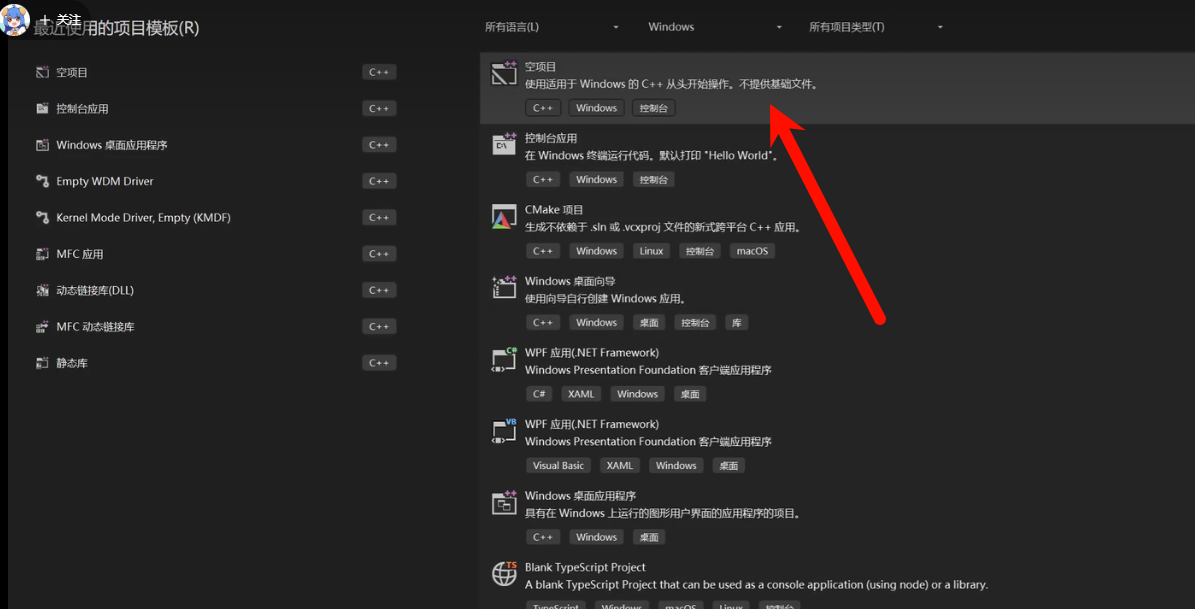 + 关注
最近使用的项目模板(R)
所有语言(L)
Windows
所有项目类型(T)
空项目
C++
控制台应用
C++
Windows 桌面应用程序
C++
Empty WDM Driver
C++
Kernel Mode Driver, Empty (KMDF)
C++
MFC 应用
C++
动态链接库(DLL)
C++
MFC 动态链接库
C++
静态库
C++
空项目
使用适用于 Windows 的 C++ 从头开始操作。不提供基础文件。
C++ Windows 控制台
控制台应用
在 Windows 终端运行代码。默认打印 "Hello World"。
C++ Windows 控制台
CMake 项目
生成不依赖于 .sln 或 .vcxproj 文件的新式跨平台 C++ 应用。
C++ Windows Linux 控制台 macOS
Windows 桌面向导
使用向导自行创建 Windows 应用。
C++ Windows 桌面 控制台 库
C#
WPF 应用(.NET Framework)
Windows Presentation Foundation 客户端应用程序
C# XAML Windows 桌面
VB
WPF 应用(.NET Framework)
Windows Presentation Foundation 客户端应用程序
Visual Basic XAML Windows 桌面
Windows 桌面应用程序
具有在 Windows 上运行的图形用户界面的应用程序的项目。
C++ Windows 桌面
TS
Blank TypeScript Project
A blank TypeScript Project that can be used as a console application (using node) or a library.
TypeScript Windows macOS Linux 控制台